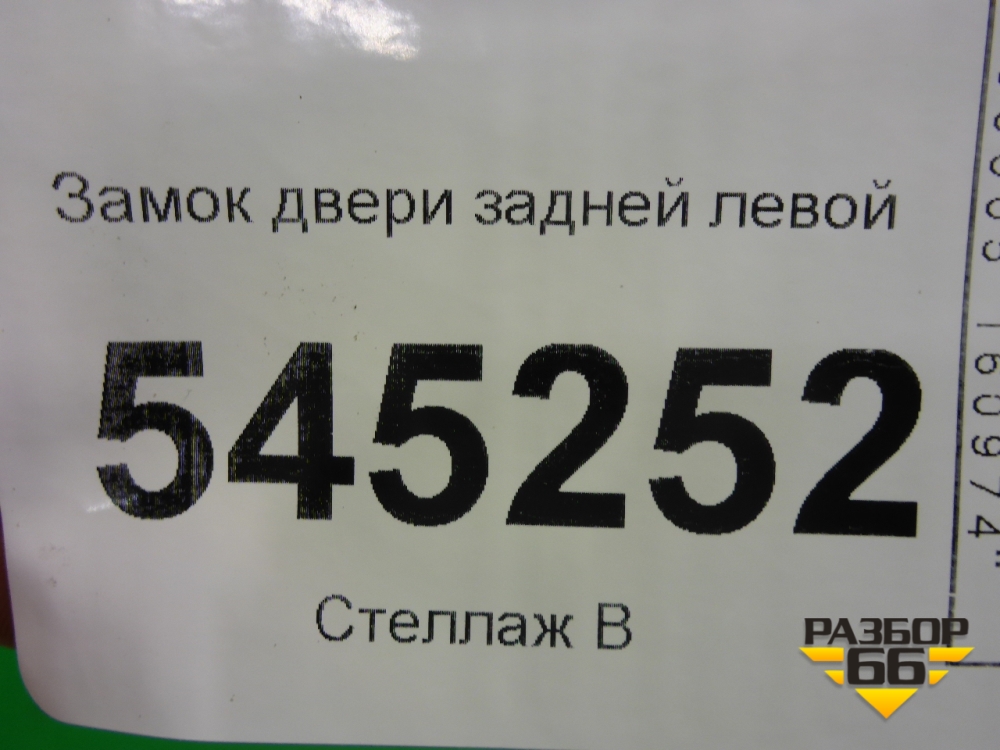 Замок двери задней левой
545252
Стеллаж В
РАЗБОР
66